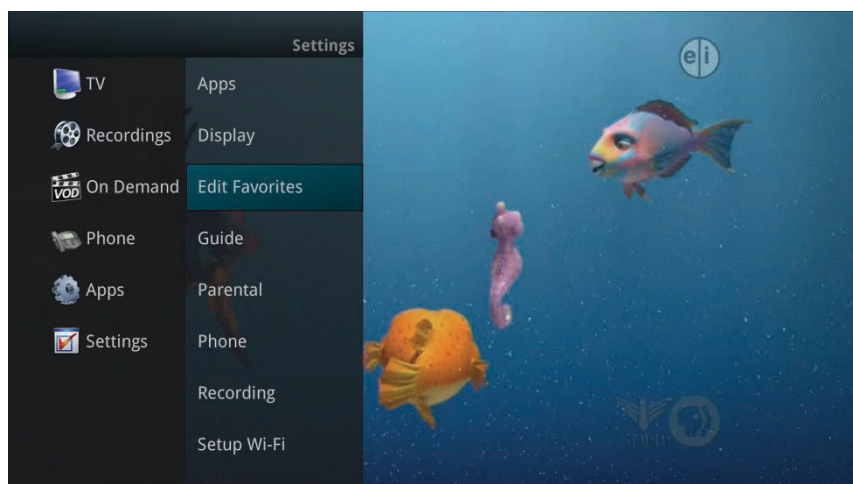 Settings
TV
Recordings
VOD
On Demand
Phone
Apps
Settings
Apps
Display
Edit Favorites
Guide
Parental
Phone
Recording
Setup Wi-Fi
e|i